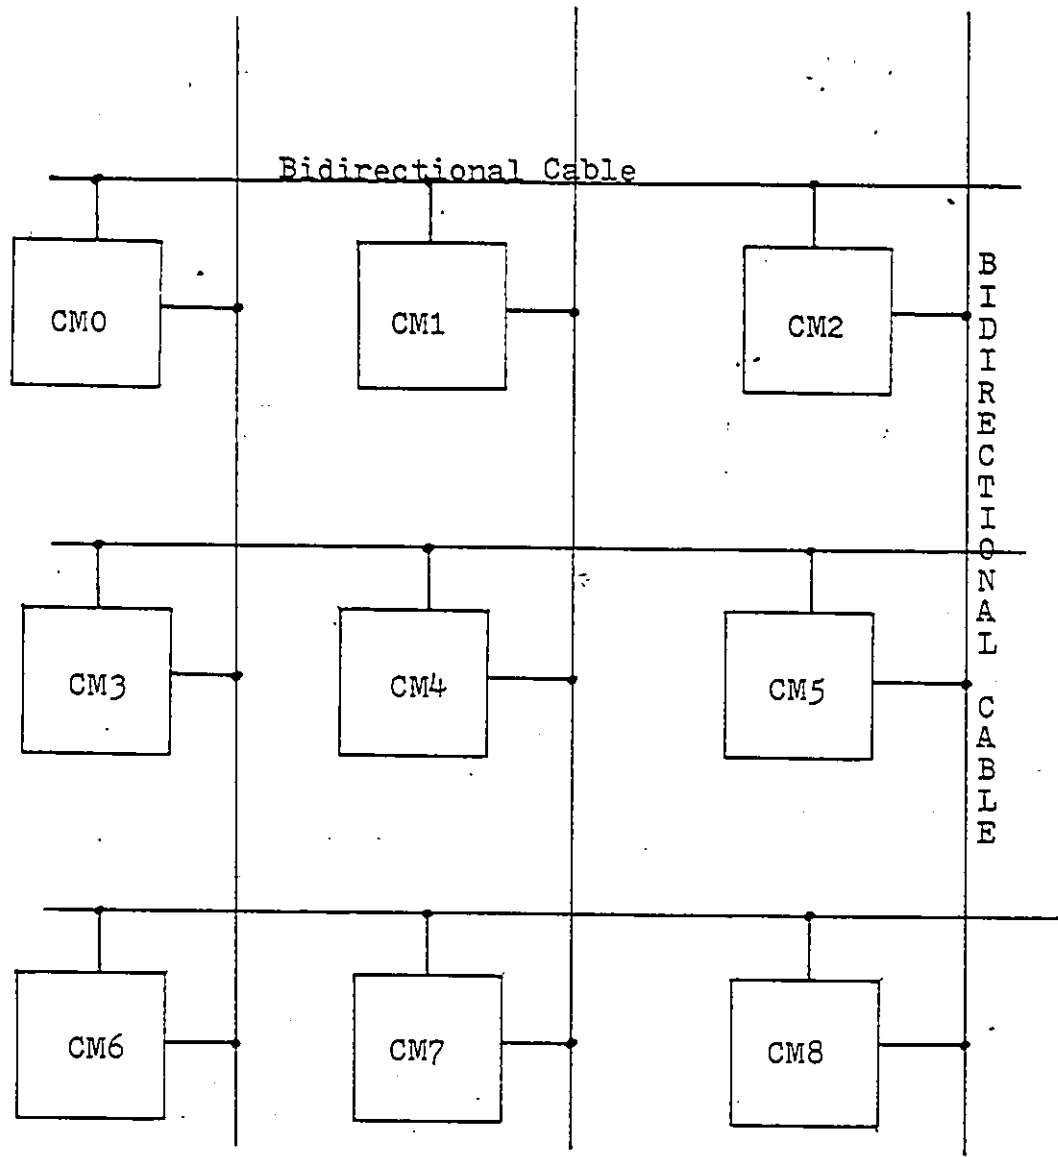 Bidirectional Cable
CM0
CM1
CM2
BIDIRECTIONAL CABLE
CM3
CM4
CM5
CM6
CM7
CM8